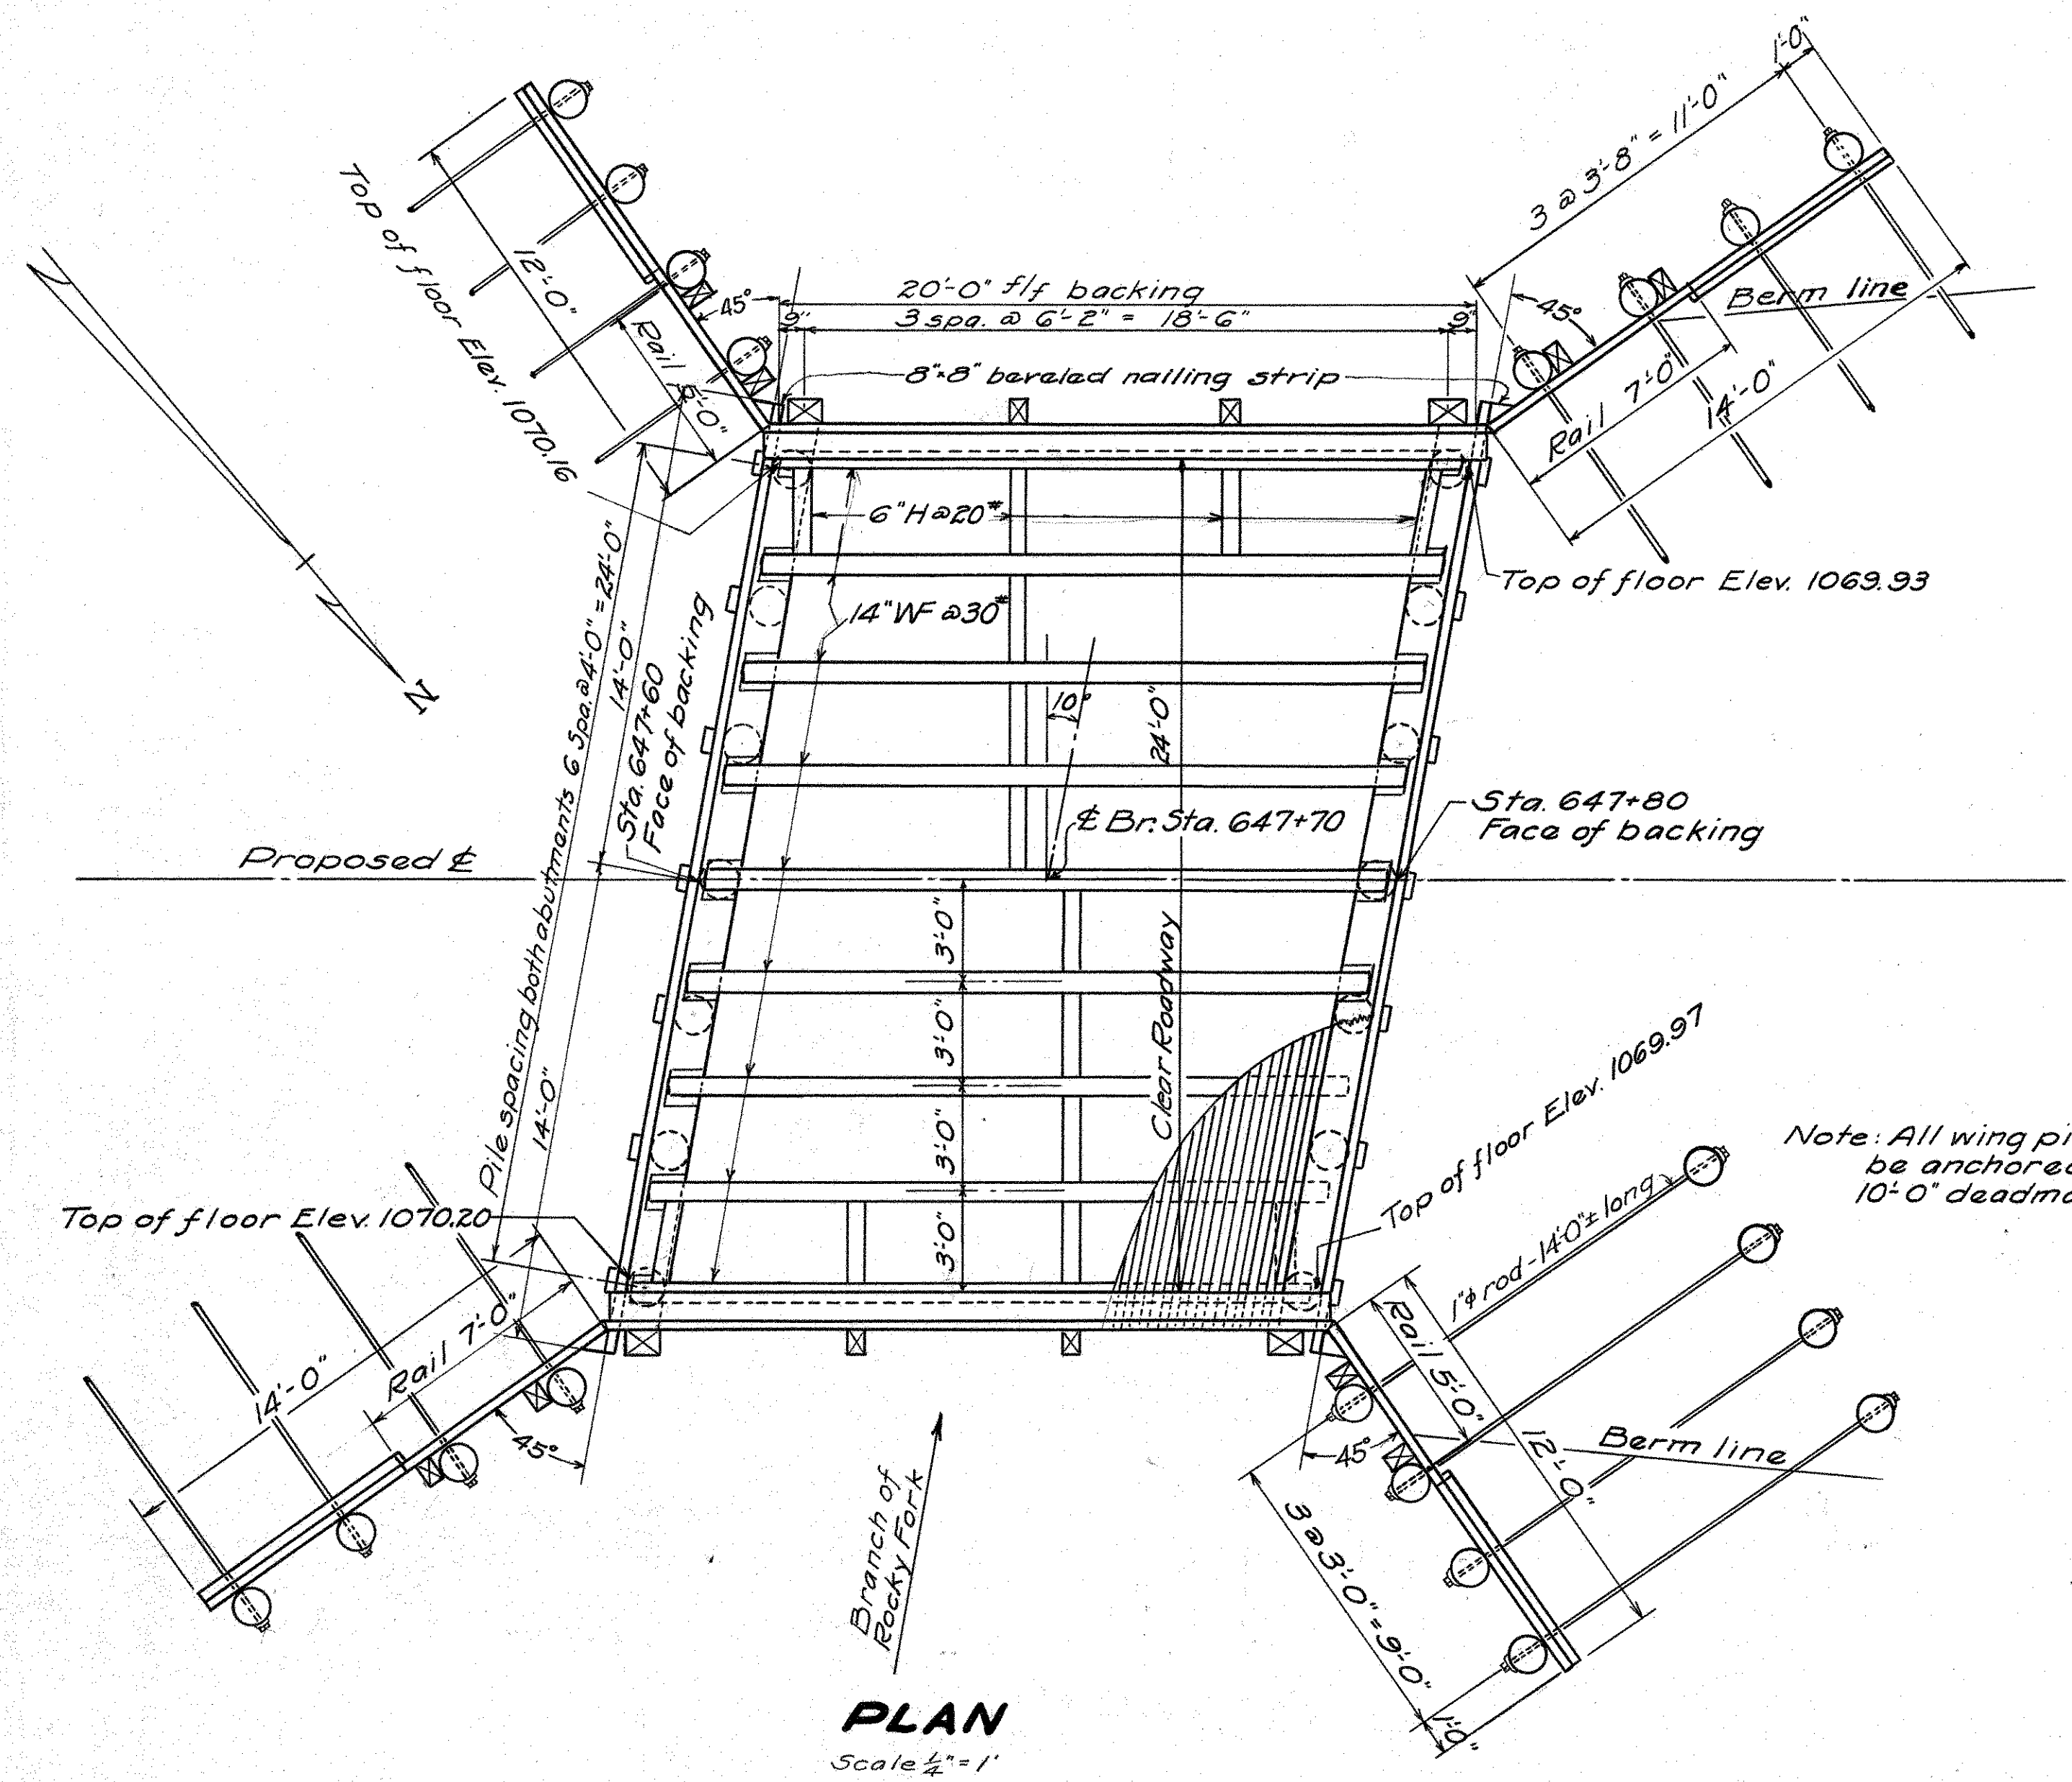 1'-0"
3 @ 3'-8" = 11'-0"
Top of floor Elev. 1070.16
12'-0"
Rail 5'-0"
45°
20'-0" f/f backing
9" 3 spa. @ 6'-2" = 18'-6" 9"
8"x8" beveled nailing strip
45°
Berm line
Rail 7'-0"
14'-0"
N
6"H@20#
Top of floor Elev. 1069.93
14"WF @30#
Pile spacing both abutments 6 Spa. @ 4'-0" = 24'-0"
14'-0"
Sta. 647+60
Face of backing
10°
24'-0"
Clear Roadway
℄ Br. Sta. 647+70
Sta. 647+80
Face of backing
Proposed ℄
3'-0"
3'-0"
3'-0"
3'-0"
14'-0"
Top of floor Elev. 1069.97
Note: All wing pi
be anchored
10'-0" deadma
Top of floor Elev. 1070.20
1"ϕ rod - 14'-0"± long
Rail 7'-0"
14'-0"
45°
Rail 5'-0"
12'-0"
45°
Berm line
3 @ 3'-0" = 9'-0"
1'-0"
Branch of
Rocky Fork
PLAN
Scale ¼" = 1'